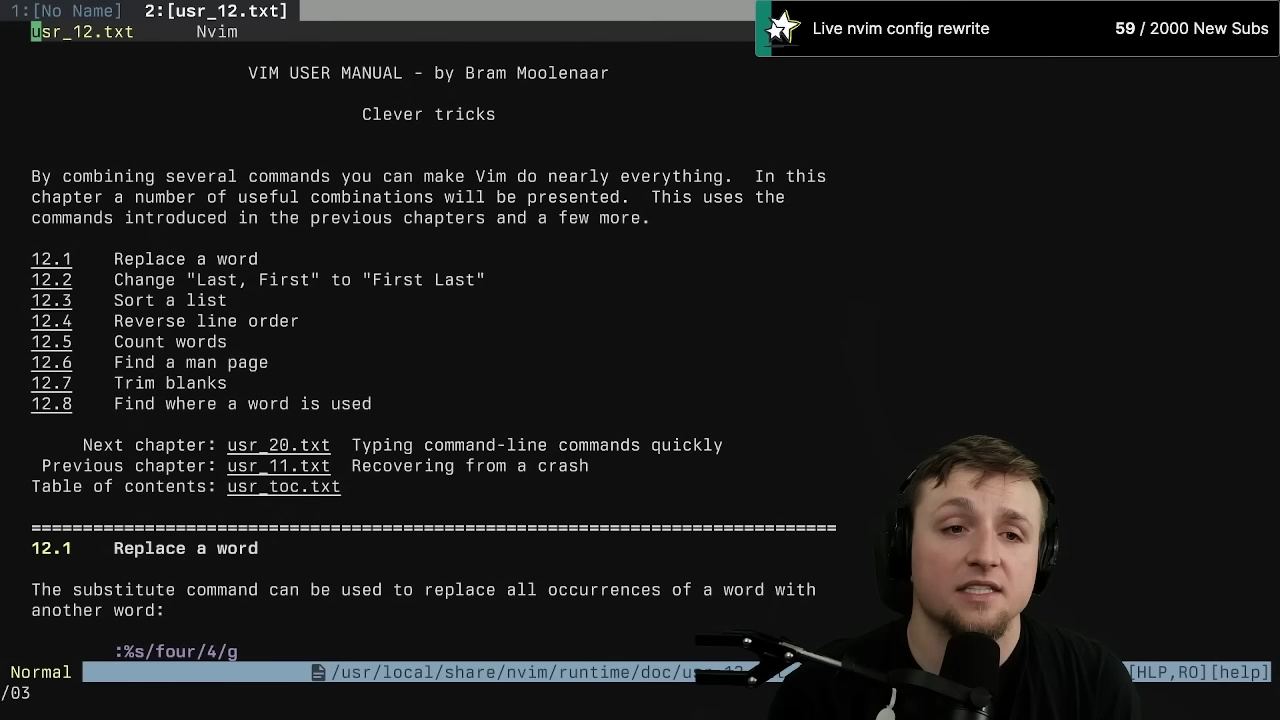 1:[No Name]  2:[usr_12.txt]
usr_12.txt      Nvim
Live nvim config rewrite  59 / 2000 New Subs
VIM USER MANUAL - by Bram Moolenaar
Clever tricks
By combining several commands you can make Vim do nearly everything.  In this
chapter a number of useful combinations will be presented.  This uses the
commands introduced in the previous chapters and a few more.
12.1    Replace a word
12.2    Change "Last, First" to "First Last"
12.3    Sort a list
12.4    Reverse line order
12.5    Count words
12.6    Find a man page
12.7    Trim blanks
12.8    Find where a word is used
Next chapter: usr_20.txt  Typing command-line commands quickly
Previous chapter: usr_11.txt  Recovering from a crash
Table of contents: usr_toc.txt
==============================================================================
12.1    Replace a word
The substitute command can be used to replace all occurrences of a word with
another word:
:%s/four/4/g
Normal  /usr/local/share/nvim/runtime/doc/  [HLP,RO][help]
/03